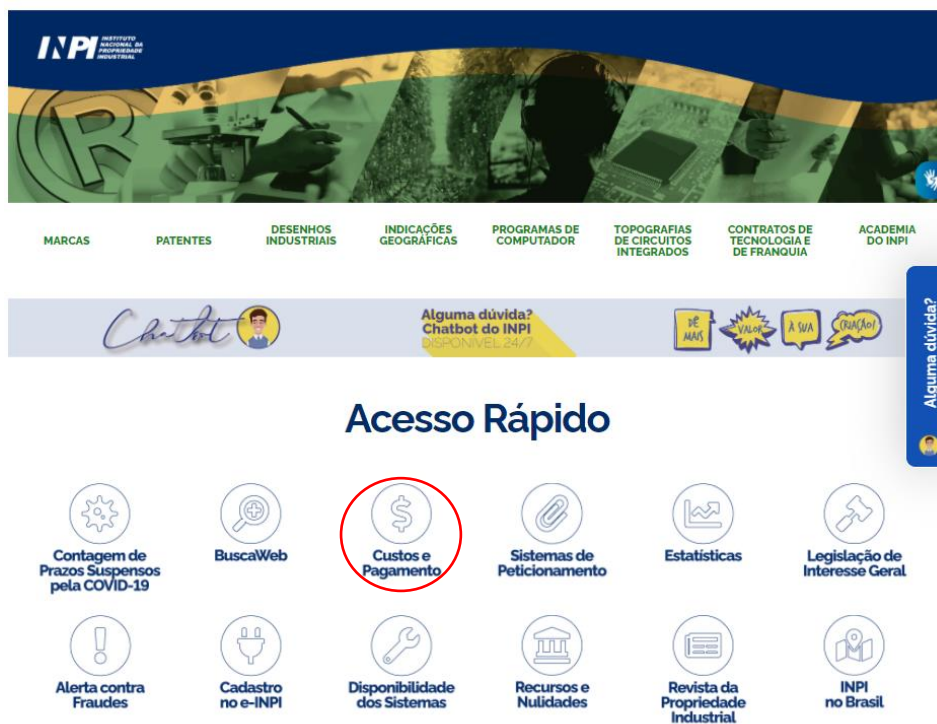 INPI
INSTITUTO
NACIONAL DA
PROPRIEDADE
INDUSTRIAL
R
MARCAS
PATENTES
DESENHOS
INDUSTRIAIS
INDICAÇÕES
GEOGRÁFICAS
PROGRAMAS DE
COMPUTADOR
TOPOGRAFIAS
DE CIRCUITOS
INTEGRADOS
CONTRATOS DE
TECNOLOGIA E
DE FRANQUIA
ACADEMIA
DO INPI
Chatbot
Alguma dúvida?
Chatbot do INPI
DISPONÍVEL 24/7
DÊ
MAIS
VALOR
À SUA
CRIAÇÃO!
Alguma dúvida?
Acesso Rápido
Contagem de
Prazos Suspensos
pela COVID-19
BuscaWeb
Custos e
Pagamento
Sistemas de
Peticionamento
Estatísticas
Legislação de
Interesse Geral
Alerta contra
Fraudes
Cadastro
no e-INPI
Disponibilidade
dos Sistemas
Recursos e
Nulidades
Revista da
Propriedade
Industrial
INPI
no Brasil